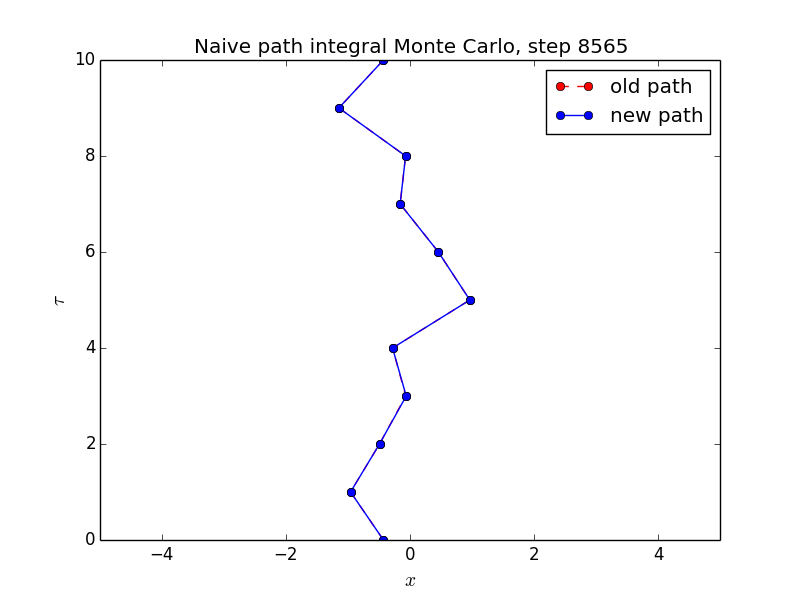 Naive path integral Monte Carlo, step 8565
old path
new path
10
8
6
4
2
0
τ
−4 −2 0 2 4
x